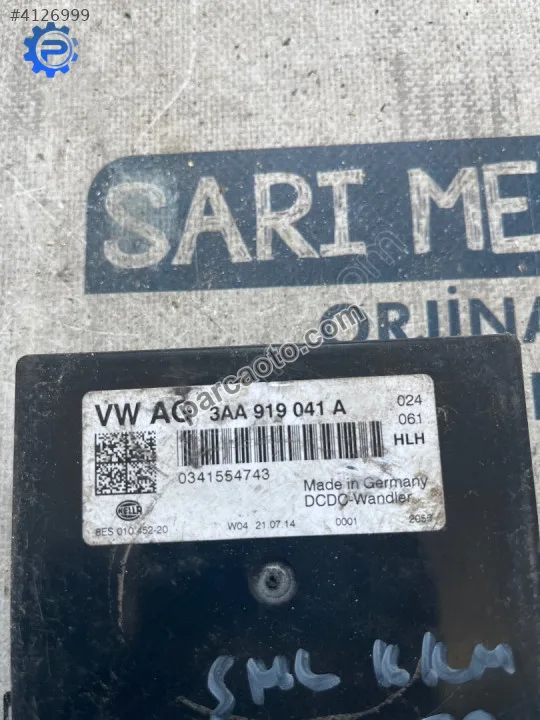 #4126999
SARI ME
ORJİNA
parcaoto.com
VW AG 3AA 919 041 A
024
061
HLH
0341554743
Made in Germany
DCDC-Wandler
HELLA
8ES 010 452-20
W04 21.07.14
0001